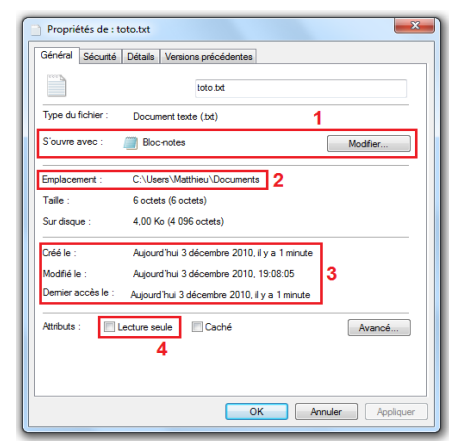 Propriétés de : toto.txt
Général Sécurité Détails Versions précédentes
toto.txt
Type du fichier : Document texte (.txt)
1
S'ouvre avec : Bloc-notes Modifier...
Emplacement : C:\Users\Matthieu\Documents 2
Taille : 6 octets (6 octets)
Sur disque : 4,00 Ko (4 096 octets)
Créé le : Aujourd'hui 3 décembre 2010, il y a 1 minute
Modifié le : Aujourd'hui 3 décembre 2010, 19:08:05
3
Dernier accès le : Aujourd'hui 3 décembre 2010, il y a 1 minute
Attributs : Lecture seule Caché Avancé...
4
OK Annuler Appliquer